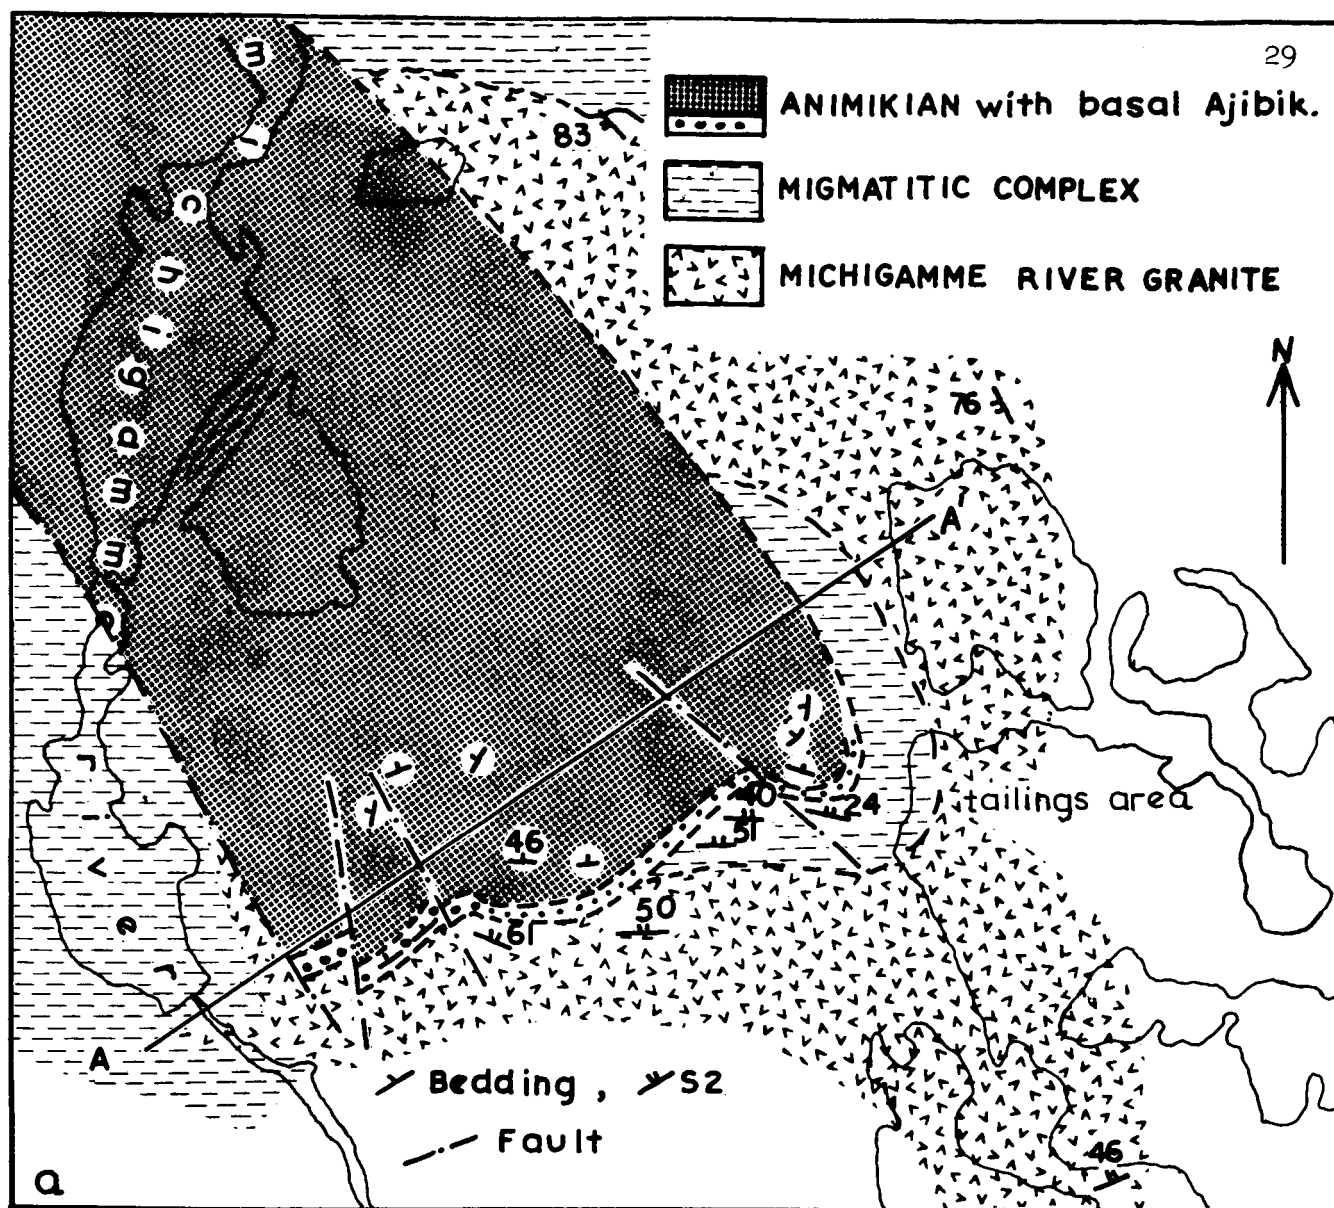 29
ANIMIKIAN with basal Ajibik.
MIGMATITIC COMPLEX
MICHIGAMME RIVER GRANITE
N
83
76
michigamme
river
A'
tailings area
40
24
51
46
50
61
A
Bedding , S2
Fault
46
a